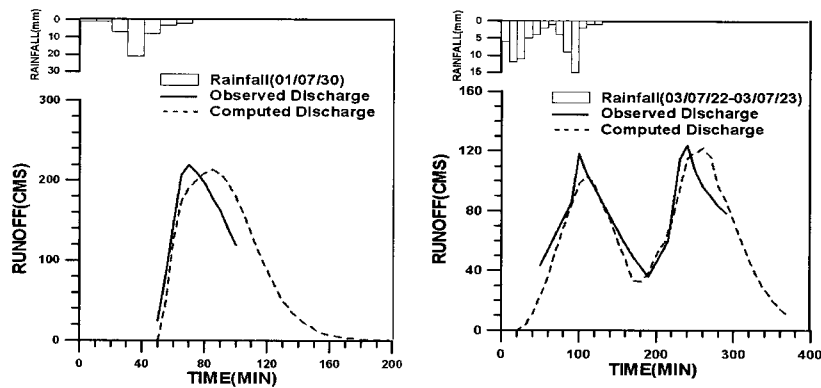 RAINFALL(mm)
0
10
20
30
Rainfall(01/07/30)
Observed Discharge
Computed Discharge
RUNOFF(CMS)
300
200
100
0
0 40 80 120 160 200
TIME(MIN)
RAINFALL(mm)
0
5
10
15
Rainfall(03/07/22-03/07/23)
Observed Discharge
Computed Discharge
RUNOFF(CMS)
160
120
80
40
0
0 100 200 300 400
TIME(MIN)